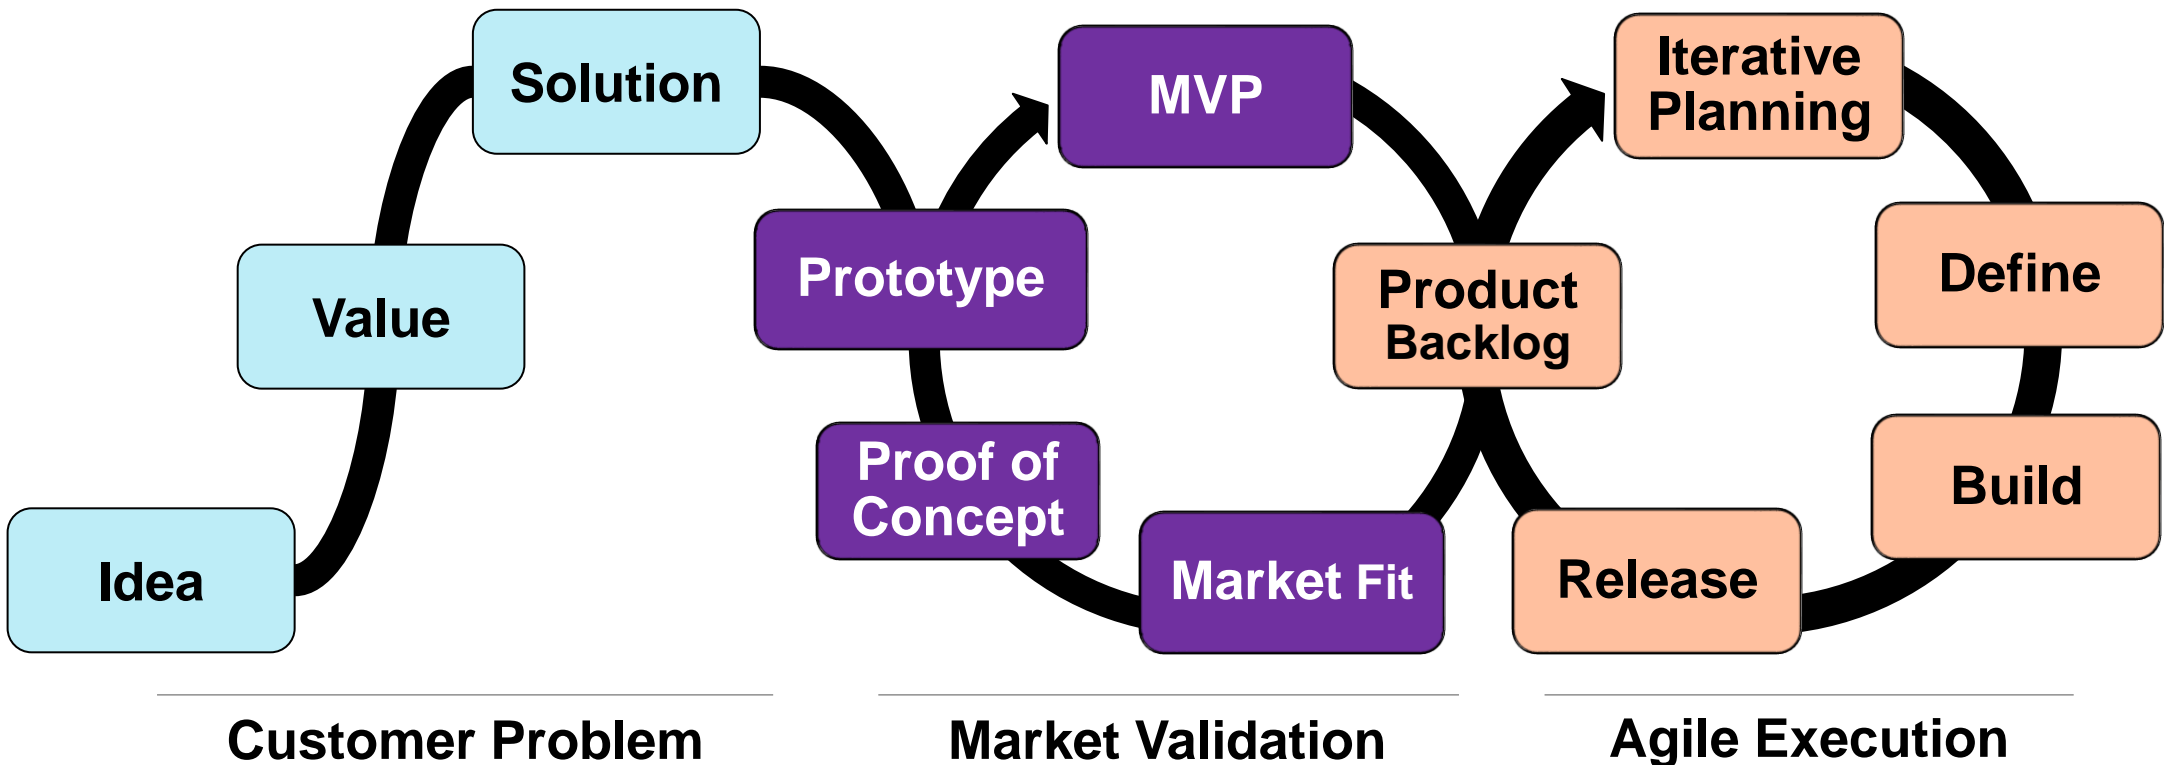 Solution
MVP
Iterative
Planning
Prototype
Define
Value
Product
Backlog
Proof of
Concept
Build
Idea
Market Fit
Release
Customer Problem
Market Validation
Agile Execution